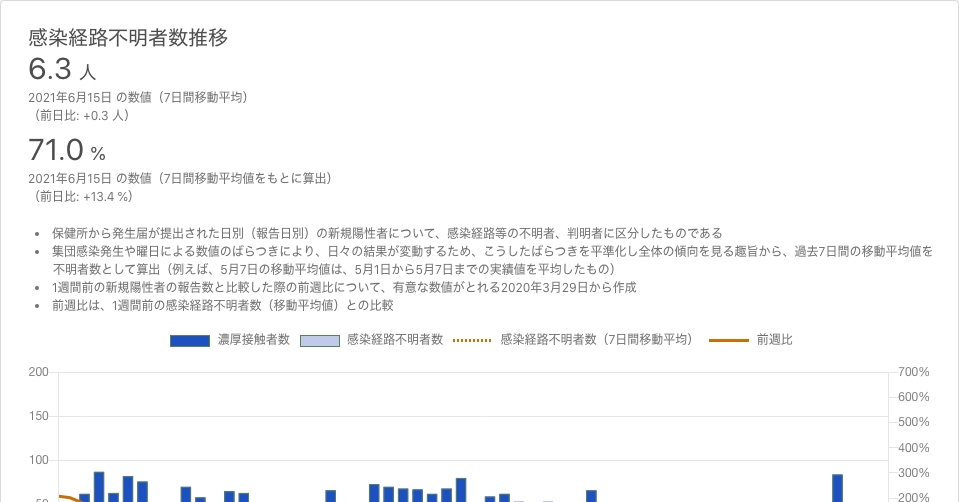 感染経路不明者数推移
6.3 人
2021年6月15日 の数値（7日間移動平均）
（前日比: +0.3 人）
71.0 %
2021年6月15日 の数値（7日間移動平均値をもとに算出）
（前日比: +13.4 %）
• 保健所から発生届が提出された日別（報告日別）の新規陽性者について、感染経路等の不明者、判明者に区分したものである
• 集団感染発生や曜日による数値のばらつきにより、日々の結果が変動するため、こうしたばらつきを平準化し全体の傾向を見る趣旨から、過去7日間の移動平均値を
不明者数として算出（例えば、5月7日の移動平均値は、5月1日から5月7日までの実績値を平均したもの）
• 1週間前の新規陽性者の報告数と比較した際の前週比について、有意な数値がとれる2020年3月29日から作成
• 前週比は、1週間前の感染経路不明者数（移動平均値）との比較
濃厚接触者数 感染経路不明者数 感染経路不明者数（7日間移動平均） 前週比
200 700%
600%
150 500%
400%
100 300%
50 200%